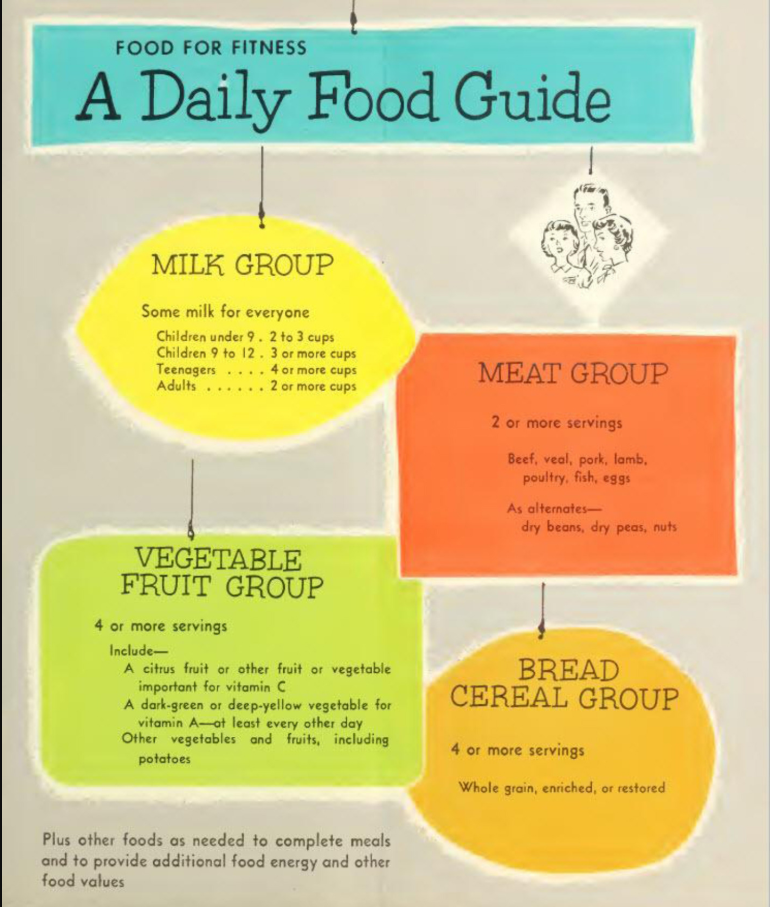 FOOD FOR FITNESS
A Daily Food Guide
MILK GROUP
Some milk for everyone
Children under 9 . 2 to 3 cups
Children 9 to 12 . 3 or more cups
Teenagers . . . . 4 or more cups
Adults . . . . . . 2 or more cups
MEAT GROUP
2 or more servings
Beef, veal, pork, lamb,
poultry, fish, eggs
As alternates—
dry beans, dry peas, nuts
VEGETABLE
FRUIT GROUP
4 or more servings
Include—
A citrus fruit or other fruit or vegetable
important for vitamin C
A dark-green or deep-yellow vegetable for
vitamin A—at least every other day
Other vegetables and fruits, including
potatoes
BREAD
CEREAL GROUP
4 or more servings
Whole grain, enriched, or restored
Plus other foods as needed to complete meals
and to provide additional food energy and other
food values